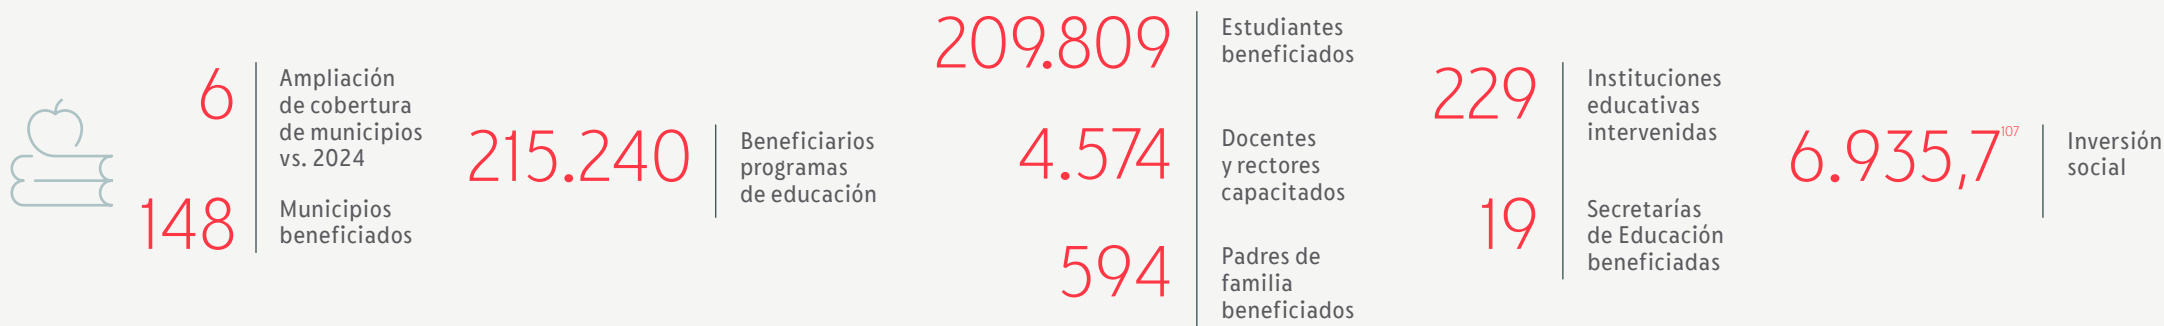 6
Ampliación
de cobertura
de municipios
vs. 2024
148
Municipios
beneficiados
215.240
Beneficiarios
programas
de educación
209.809
Estudiantes
beneficiados
4.574
Docentes
y rectores
capacitados
594
Padres de
familia
beneficiados
229
Instituciones
educativas
intervenidas
19
Secretarías
de Educación
beneficiadas
6.935,7107
Inversión
social